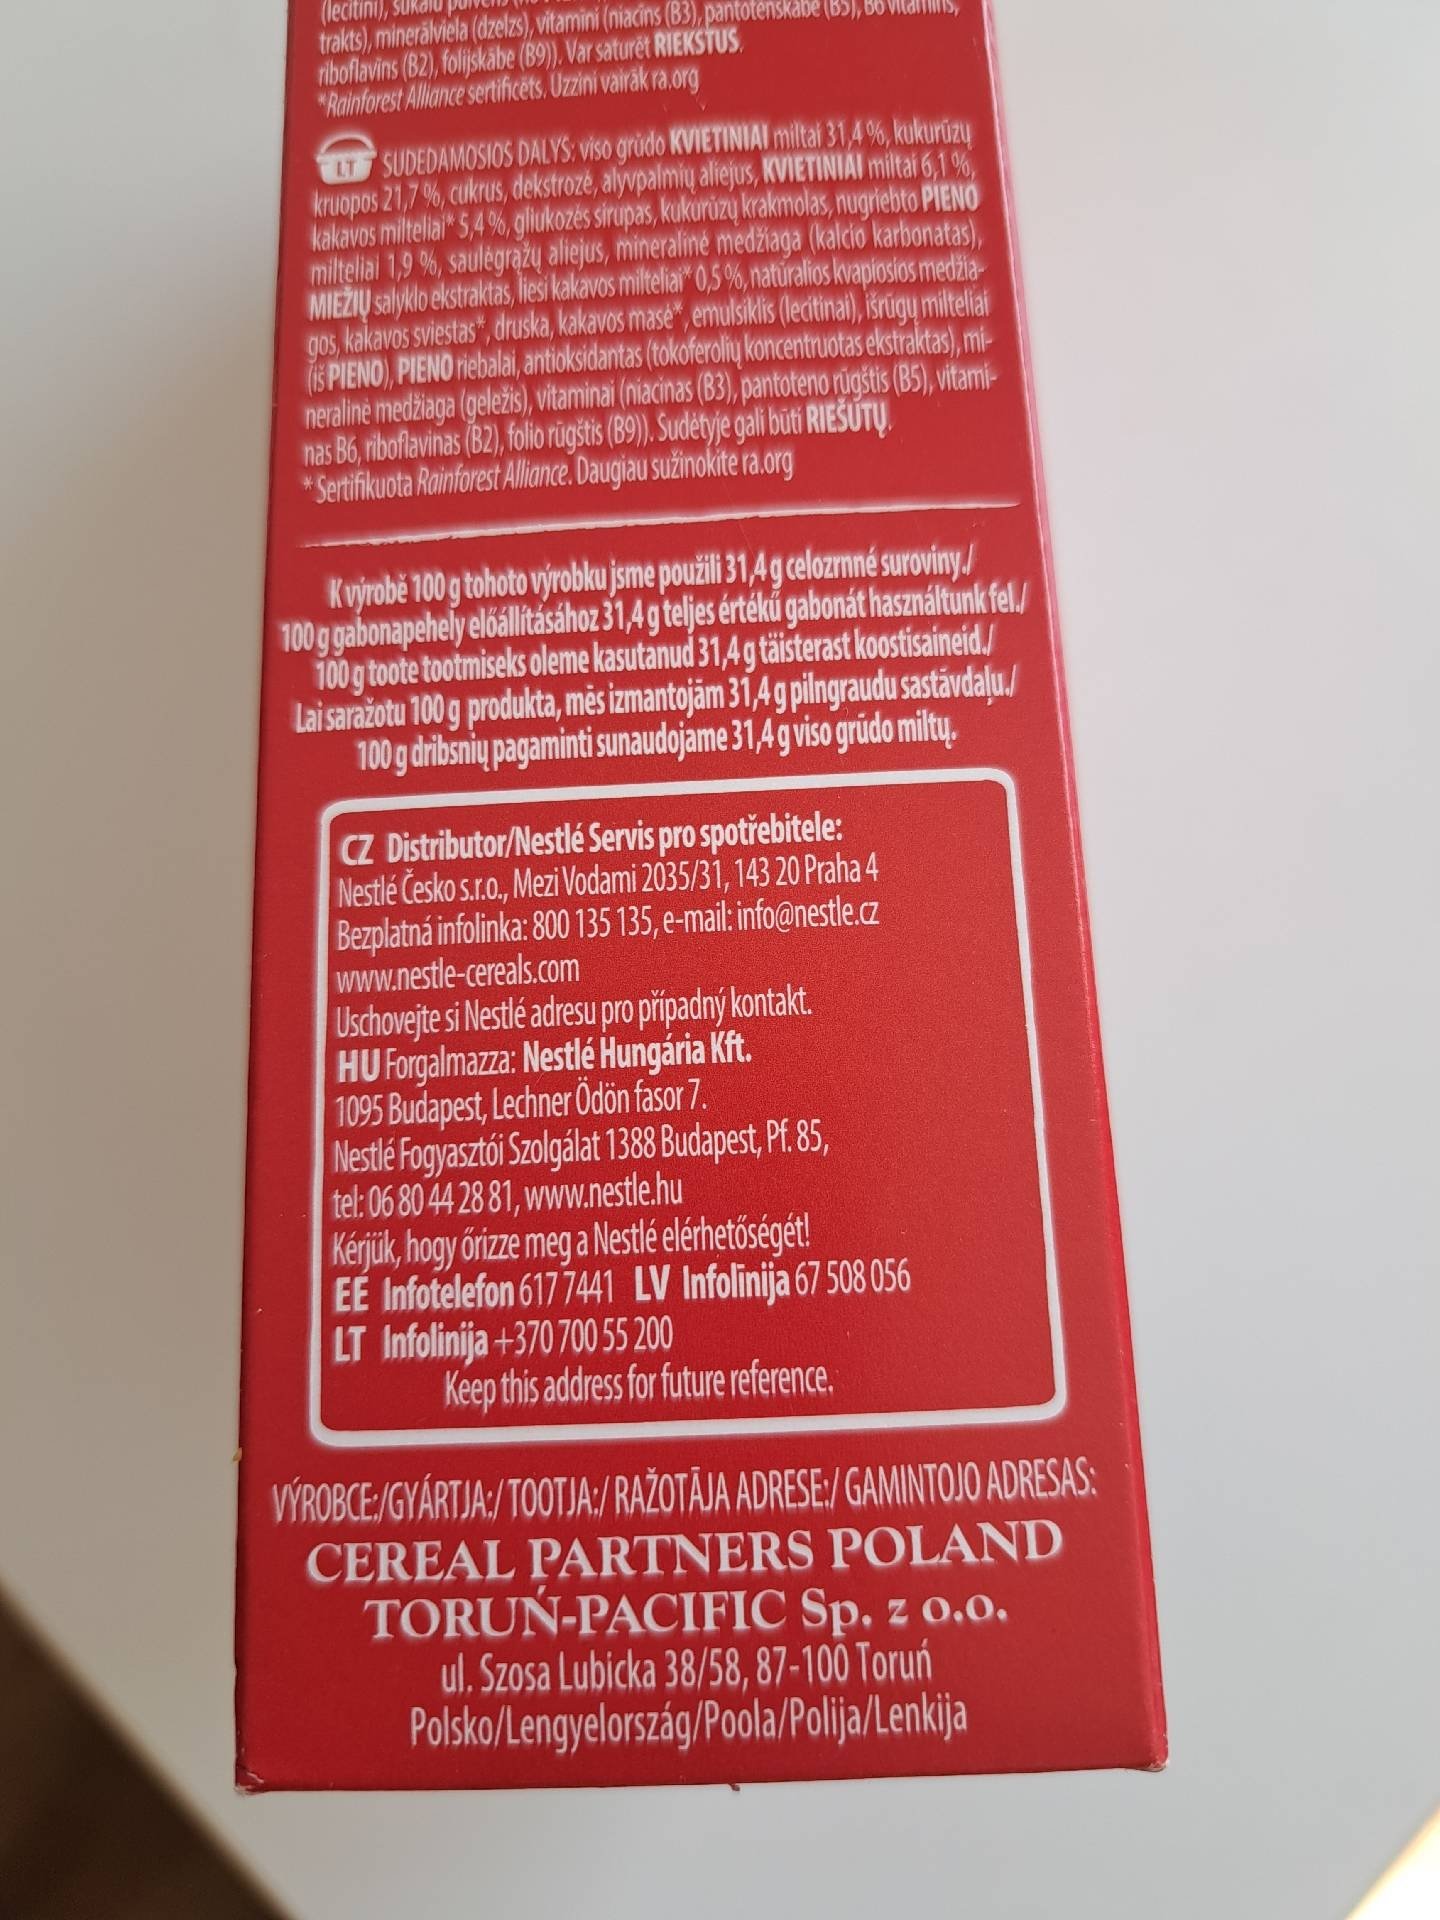 (lecitīni),
trakts), minerālviela (dzelzs), vitamīni (niacīns (B3), pantotēnskābe (B5), B6 vitamīns,
riboflavīns (B2), folijskābe (B9)). Var saturēt RIEKSTUS.
*Rainforest Alliance sertificēts. Uzzini vairāk ra.org
LT SUDEDAMOSIOS DALYS: viso grūdo KVIETINIAI miltai 31,4 %, kukurūzų
kruopos 21,7 %, cukrus, dekstrozė, alyvpalmių aliejus, KVIETINIAI miltai 6,1 %,
kakavos milteliai* 5,4 %, gliukozės sirupas, kukurūzų krakmolas, nugriebto PIENO
milteliai 1,9 %, saulėgrąžų aliejus, mineralinė medžiaga (kalcio karbonatas),
MIEŽIŲ salyklo ekstraktas, liesi kakavos milteliai* 0,5 %, natūralios kvapiosios medžia-
gos, kakavos sviestas*, druska, kakavos masė*, emulsiklis (lecitinai), išrūgų milteliai
(iš PIENO), PIENO riebalai, antioksidantas (tokoferolių koncentruotas ekstraktas), mi-
neralinė medžiaga (geležis), vitaminai (niacinas (B3), pantoteno rūgštis (B5), vitami-
nas B6, riboflavinas (B2), folio rūgštis (B9)). Sudėtyje gali būti RIEŠUTŲ.
* Sertifikuota Rainforest Alliance. Daugiau sužinokite ra.org
K výrobě 100 g tohoto výrobku jsme použili 31,4 g celozrnné suroviny./
100 g gabonapehely előállításához 31,4 g teljes értékű gabonát használtunk fel./
100 g toote tootmiseks oleme kasutanud 31,4 g täisterast koostisaineid./
Lai saražotu 100 g produkta, mēs izmantojām 31,4 g pilngraudu sastāvdaļu./
100 g dribsnių pagaminti sunaudojame 31,4 g viso grūdo miltų.
CZ Distributor/Nestlé Servis pro spotřebitele:
Nestlé Česko s.r.o., Mezi Vodami 2035/31, 143 20 Praha 4
Bezplatná infolinka: 800 135 135, e-mail: info@nestle.cz
www.nestle-cereals.com
Uschovejte si Nestlé adresu pro případný kontakt.
HU Forgalmazza: Nestlé Hungária Kft.
1095 Budapest, Lechner Ödön fasor 7.
Nestlé Fogyasztói Szolgálat 1388 Budapest, Pf. 85,
tel: 06 80 44 28 81, www.nestle.hu
Kérjük, hogy őrizze meg a Nestlé elérhetőségét!
EE Infotelefon 617 7441 LV Infolīnija 67 508 056
LT Infolinija +370 700 55 200
Keep this address for future reference.
VÝROBCE:/GYÁRTJA:/ TOOTJA:/ RAŽOTĀJA ADRESE:/ GAMINTOJO ADRESAS:
CEREAL PARTNERS POLAND
TORUŃ-PACIFIC Sp. z o.o.
ul. Szosa Lubicka 38/58, 87-100 Toruń
Polsko/Lengyelország/Poola/Polija/Lenkija